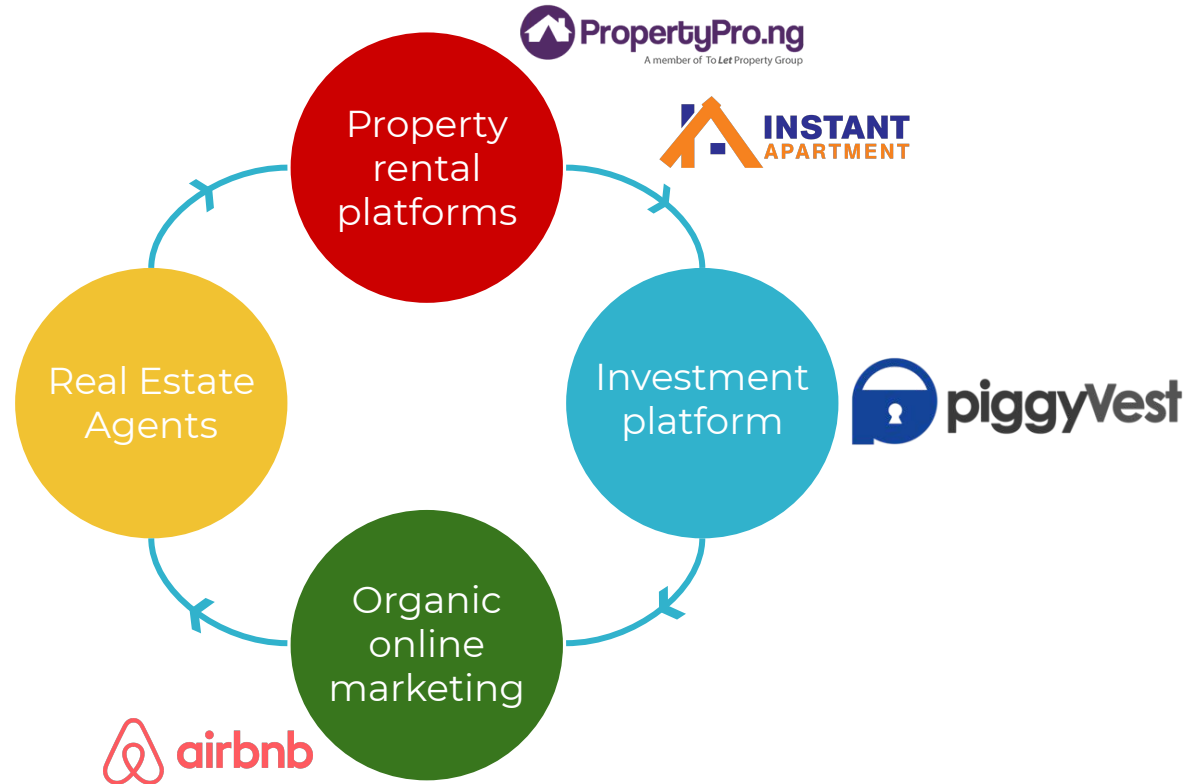 PropertyPro.ng
A member of To Let Property Group
INSTANT
APARTMENT
Property
rental
platforms
Investment
platform
piggyVest
Real Estate
Agents
Organic
online
marketing
airbnb